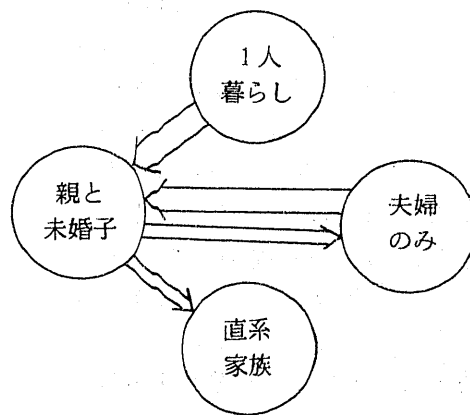 1人
暮らし
親と
未婚子
夫婦
のみ
直系
家族